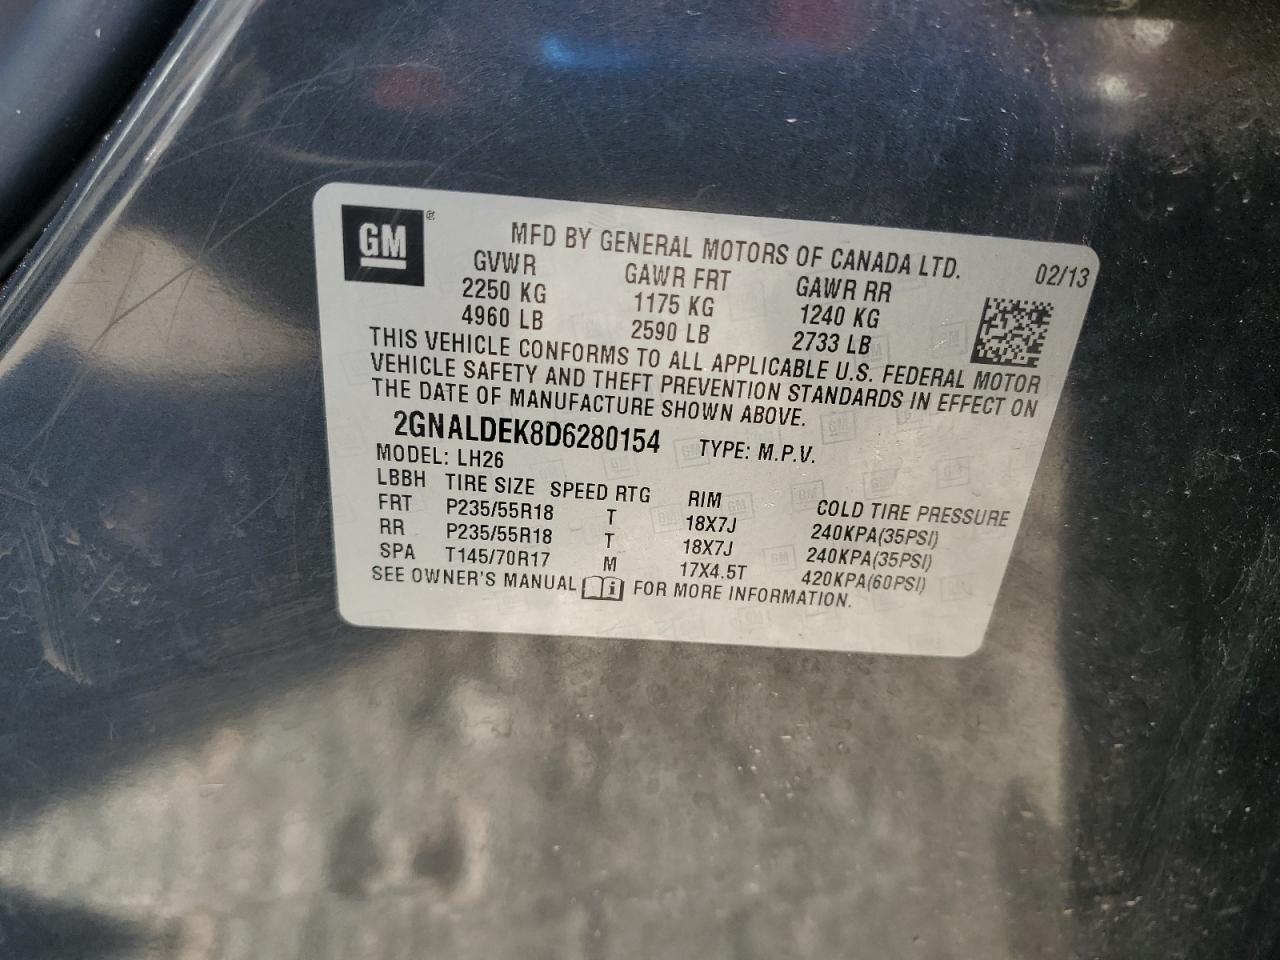 GM®
MFD BY GENERAL MOTORS OF CANADA LTD.
02/13
GVWR GAWR FRT GAWR RR
2250 KG 1175 KG 1240 KG
4960 LB 2590 LB 2733 LB
THIS VEHICLE CONFORMS TO ALL APPLICABLE U.S. FEDERAL MOTOR
VEHICLE SAFETY AND THEFT PREVENTION STANDARDS IN EFFECT ON
THE DATE OF MANUFACTURE SHOWN ABOVE.
2GNALDEK8D6280154 TYPE: M.P.V.
MODEL: LH26
LBBH TIRE SIZE SPEED RTG RIM COLD TIRE PRESSURE
FRT P235/55R18 T 18X7J 240KPA(35PSI)
RR P235/55R18 T 18X7J 240KPA(35PSI)
SPA T145/70R17 M 17X4.5T 420KPA(60PSI)
SEE OWNER'S MANUAL i FOR MORE INFORMATION.